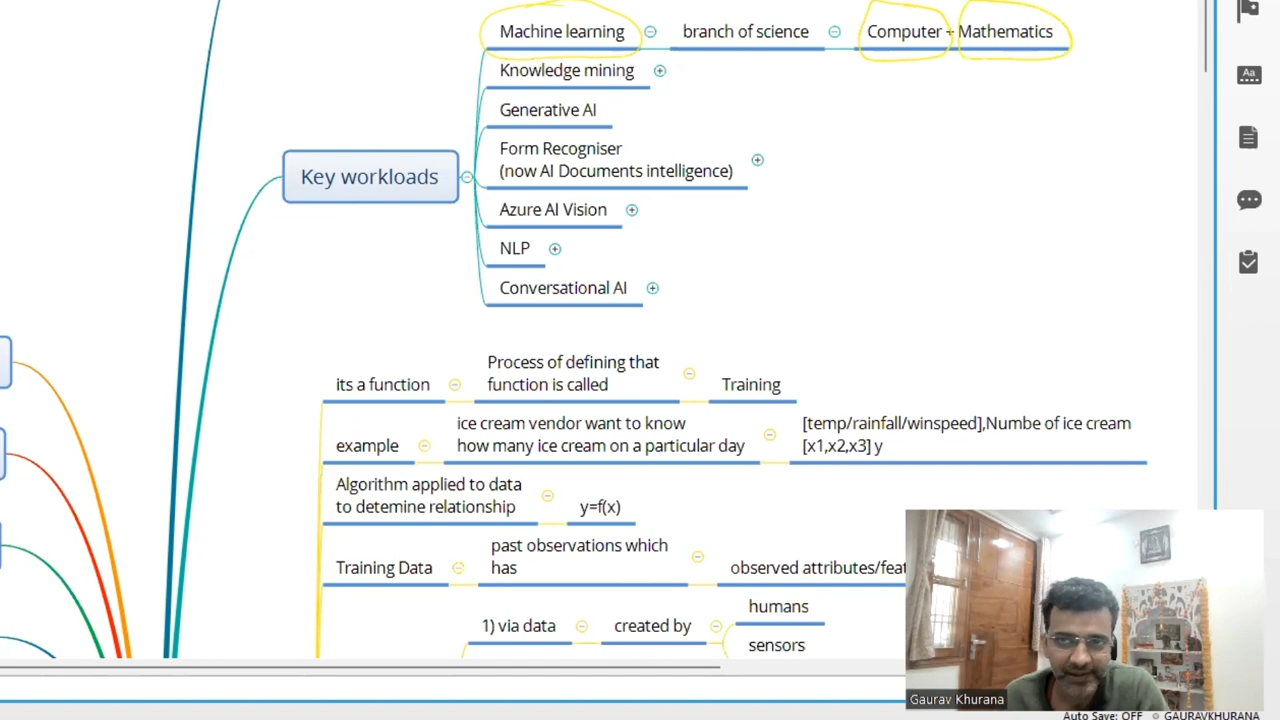 Machine learning
branch of science
Computer + Mathematics
Knowledge mining
Generative AI
Form Recogniser
(now AI Documents intelligence)
Key workloads
Azure AI Vision
NLP
Conversational AI
its a function
Process of defining that
function is called
Training
example
ice cream vendor want to know
how many ice cream on a particular day
[temp/rainfall/winspeed],Numbe of ice cream
[x1,x2,x3] y
Algorithm applied to data
to detemine relationship
y=f(x)
Training Data
past observations which
has
observed attributes/feat
1) via data
created by
humans
sensors
Gaurav Khurana
Auto Save: OFF
GAURAVKHURANA
Aa